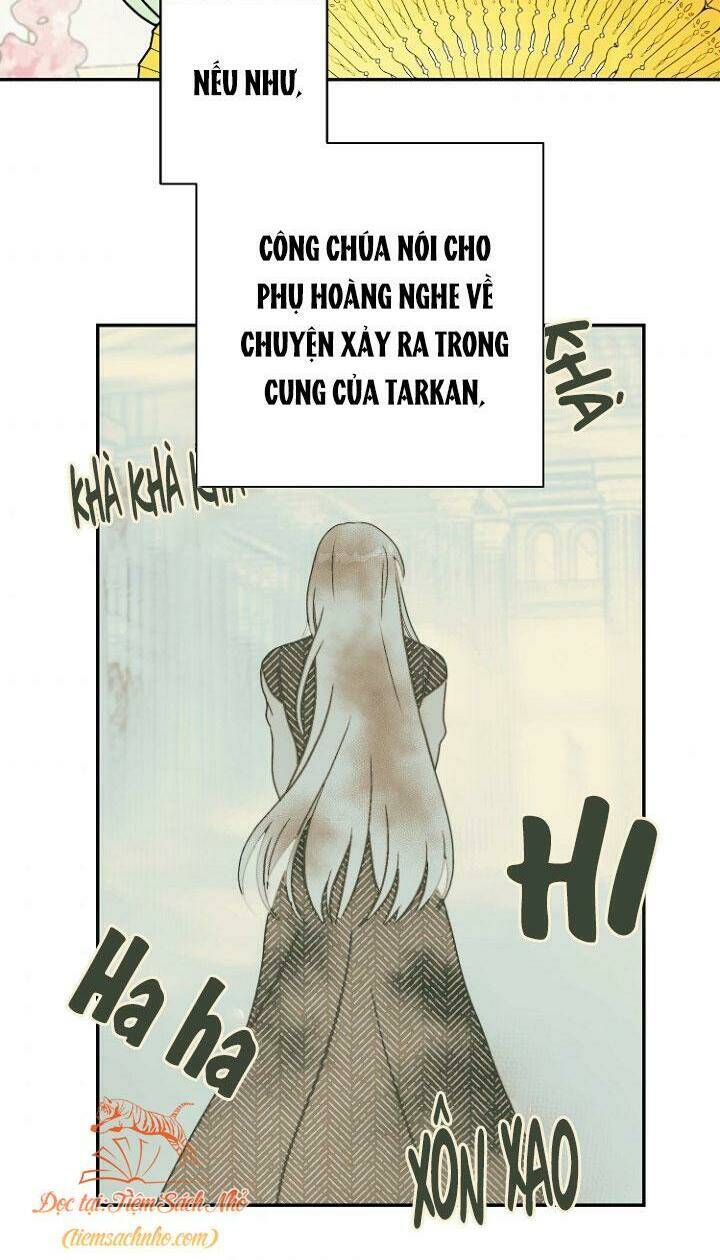 NẾU NHƯ,
CÔNG CHÚA NÓI CHO
PHỤ HOÀNG NGHE VỀ
CHUYỆN XẢY RA TRONG
CUNG CỦA TARKAN,
KHÀ
KHÀ KHÀ KHÀ
HI
Ha ha
XÔN XAO
Đọc tại: Tiệm Sách Nhỏ
(tiemsachnho.com)